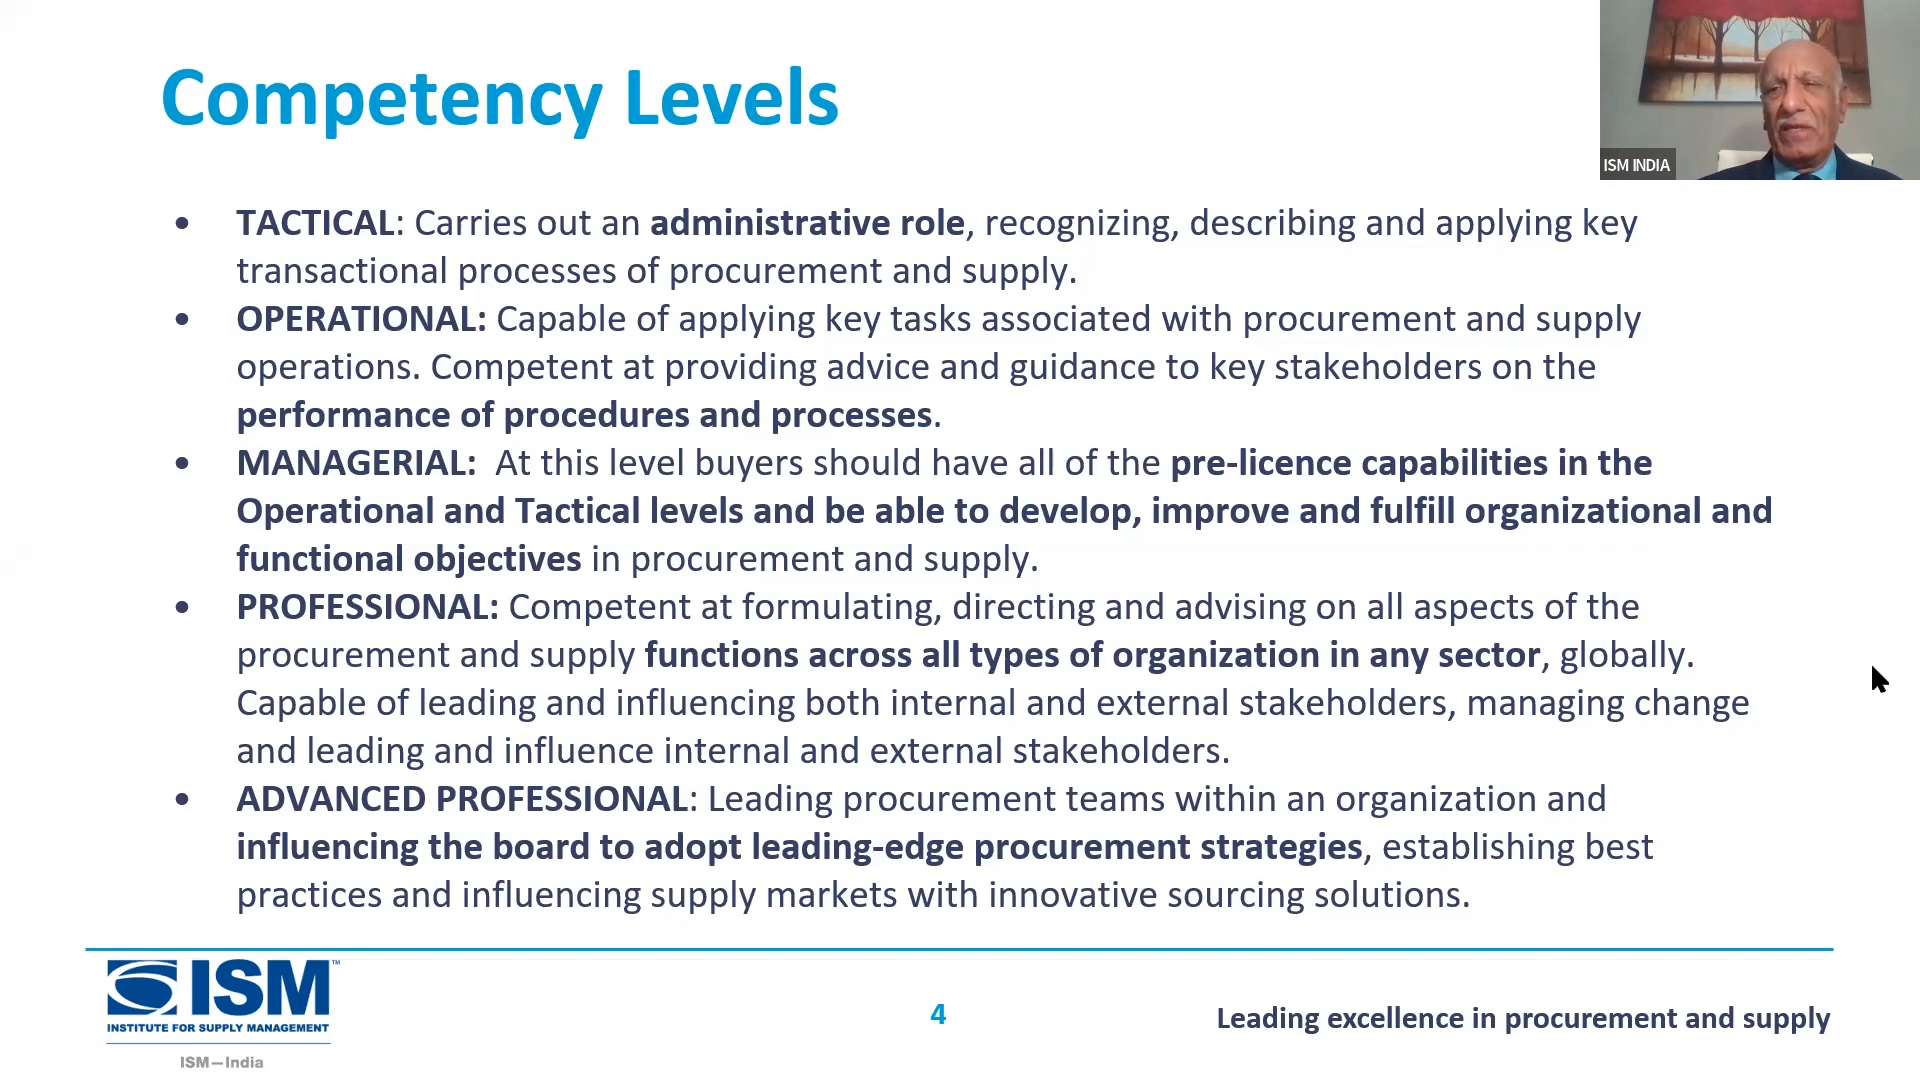 Competency Levels
ISM INDIA
• TACTICAL: Carries out an administrative role, recognizing, describing and applying key
transactional processes of procurement and supply.
• OPERATIONAL: Capable of applying key tasks associated with procurement and supply
operations. Competent at providing advice and guidance to key stakeholders on the
performance of procedures and processes.
• MANAGERIAL: At this level buyers should have all of the pre-licence capabilities in the
Operational and Tactical levels and be able to develop, improve and fulfill organizational and
functional objectives in procurement and supply.
• PROFESSIONAL: Competent at formulating, directing and advising on all aspects of the
procurement and supply functions across all types of organization in any sector, globally.
Capable of leading and influencing both internal and external stakeholders, managing change
and leading and influence internal and external stakeholders.
• ADVANCED PROFESSIONAL: Leading procurement teams within an organization and
influencing the board to adopt leading-edge procurement strategies, establishing best
practices and influencing supply markets with innovative sourcing solutions.
ISM™
INSTITUTE FOR SUPPLY MANAGEMENT
ISM—India
4
Leading excellence in procurement and supply